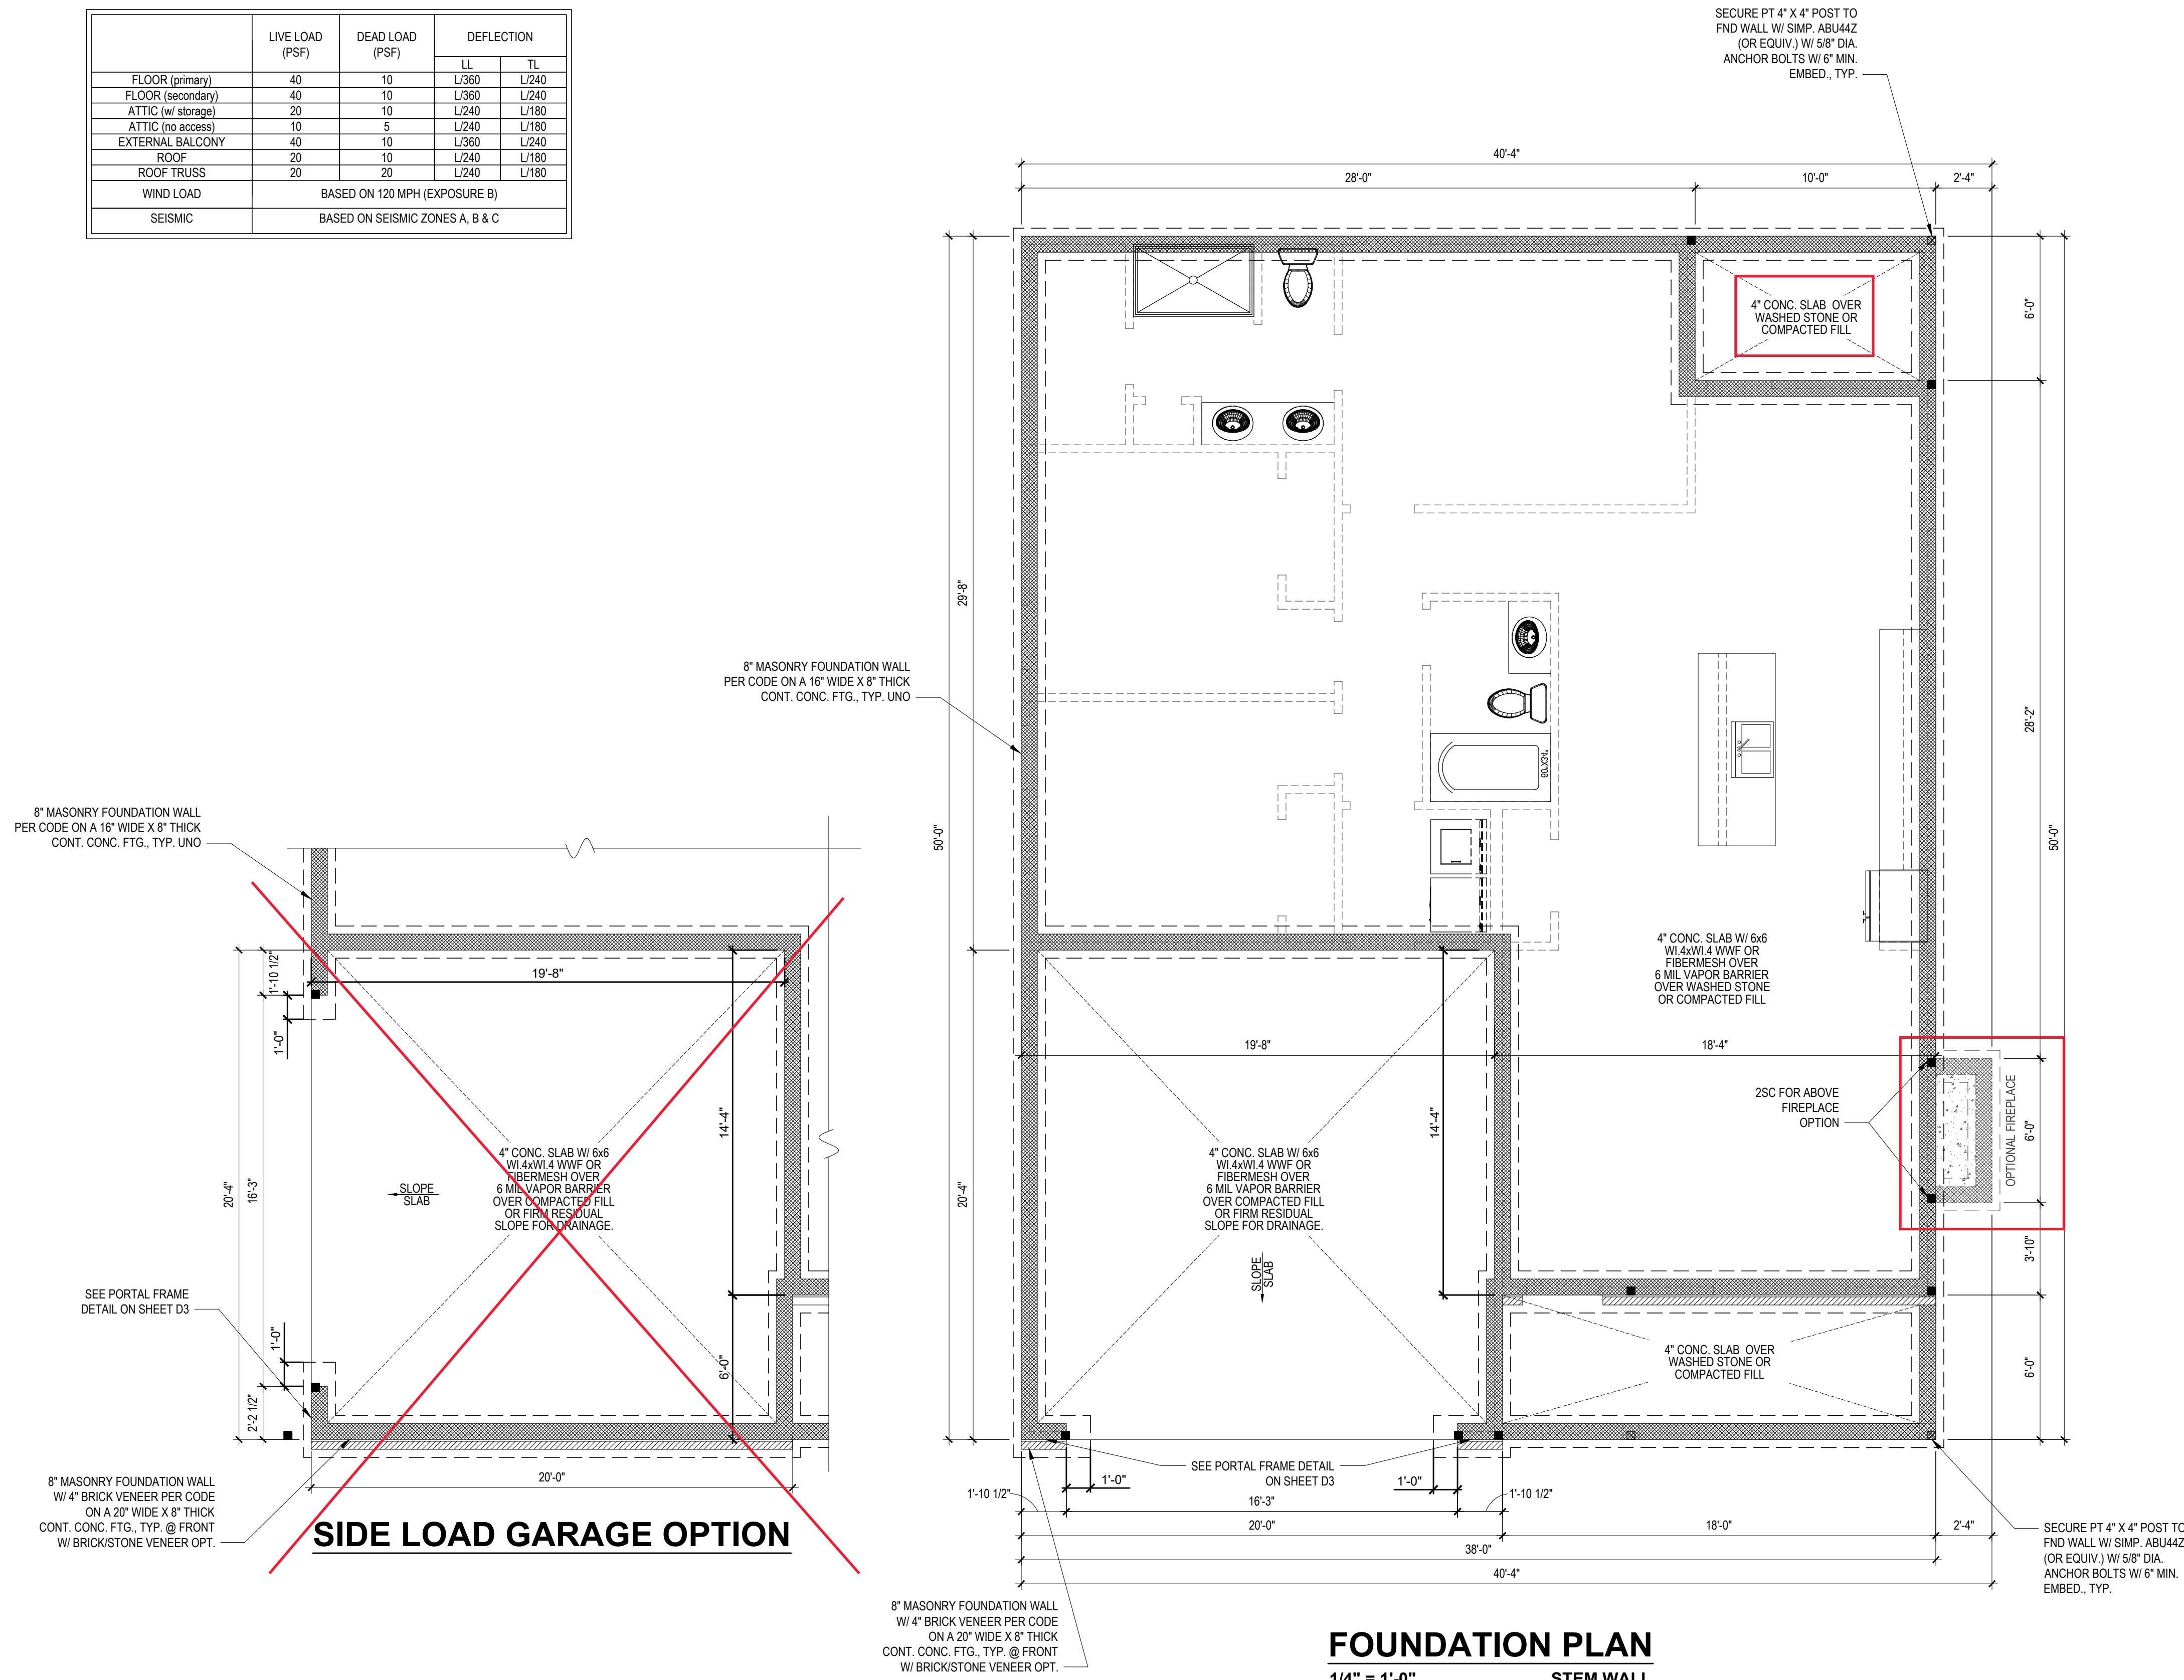 LIVE LOAD (PSF) DEAD LOAD (PSF) DEFLECTION
LL TL
FLOOR (primary) 40 10 L/360 L/240
FLOOR (secondary) 40 10 L/360 L/240
ATTIC (w/ storage) 20 10 L/240 L/180
ATTIC (no access) 10 5 L/240 L/180
EXTERNAL BALCONY 40 10 L/360 L/240
ROOF 20 10 L/240 L/180
ROOF TRUSS 20 20 L/240 L/180
WIND LOAD BASED ON 120 MPH (EXPOSURE B)
SEISMIC BASED ON SEISMIC ZONES A, B & C
SECURE PT 4" X 4" POST TO
FND WALL W/ SIMP. ABU44Z
(OR EQUIV.) W/ 5/8" DIA.
ANCHOR BOLTS W/ 6" MIN.
EMBED., TYP.
40'-4"
28'-0"
10'-0"
2'-4"
4" CONC. SLAB OVER
WASHED STONE OR
COMPACTED FILL
6'-0"
29'-8"
50'-0"
28'-2"
50'-0"
8" MASONRY FOUNDATION WALL
PER CODE ON A 16" WIDE X 8" THICK
CONT. CONC. FTG., TYP. UNO
60"X34"
8" MASONRY FOUNDATION WALL
PER CODE ON A 16" WIDE X 8" THICK
CONT. CONC. FTG., TYP. UNO
1'-10 1/2"
19'-8"
1'-0"
14'-4"
20'-4"
16'-3"
SLOPE
SLAB
4" CONC. SLAB W/ 6x6
WI.4xWI.4 WWF OR
FIBERMESH OVER
6 MIL VAPOR BARRIER
OVER COMPACTED FILL
OR FIRM RESIDUAL
SLOPE FOR DRAINAGE.
SEE PORTAL FRAME
DETAIL ON SHEET D3
1'-0"
6'-0"
2'-2 1/2"
20'-0"
8" MASONRY FOUNDATION WALL
W/ 4" BRICK VENEER PER CODE
ON A 20" WIDE X 8" THICK
CONT. CONC. FTG., TYP. @ FRONT
W/ BRICK/STONE VENEER OPT.
SIDE LOAD GARAGE OPTION
4" CONC. SLAB W/ 6x6
WI.4xWI.4 WWF OR
FIBERMESH OVER
6 MIL VAPOR BARRIER
OVER WASHED STONE
OR COMPACTED FILL
19'-8"
18'-4"
2SC FOR ABOVE
FIREPLACE
OPTION
OPTIONAL FIREPLACE
6'-0"
14'-4"
20'-4"
4" CONC. SLAB W/ 6x6
WI.4xWI.4 WWF OR
FIBERMESH OVER
6 MIL VAPOR BARRIER
OVER COMPACTED FILL
OR FIRM RESIDUAL
SLOPE FOR DRAINAGE.
SLOPE
SLAB
3'-10"
4" CONC. SLAB OVER
WASHED STONE OR
COMPACTED FILL
6'-0"
SEE PORTAL FRAME DETAIL
ON SHEET D3
1'-0"
1'-0"
1'-10 1/2"
16'-3"
1'-10 1/2"
20'-0"
18'-0"
2'-4"
38'-0"
40'-4"
SECURE PT 4" X 4" POST TO
FND WALL W/ SIMP. ABU44Z
(OR EQUIV.) W/ 5/8" DIA.
ANCHOR BOLTS W/ 6" MIN.
EMBED., TYP.
8" MASONRY FOUNDATION WALL
W/ 4" BRICK VENEER PER CODE
ON A 20" WIDE X 8" THICK
CONT. CONC. FTG., TYP. @ FRONT
W/ BRICK/STONE VENEER OPT.
FOUNDATION PLAN
1/4" = 1'-0" STEM WALL